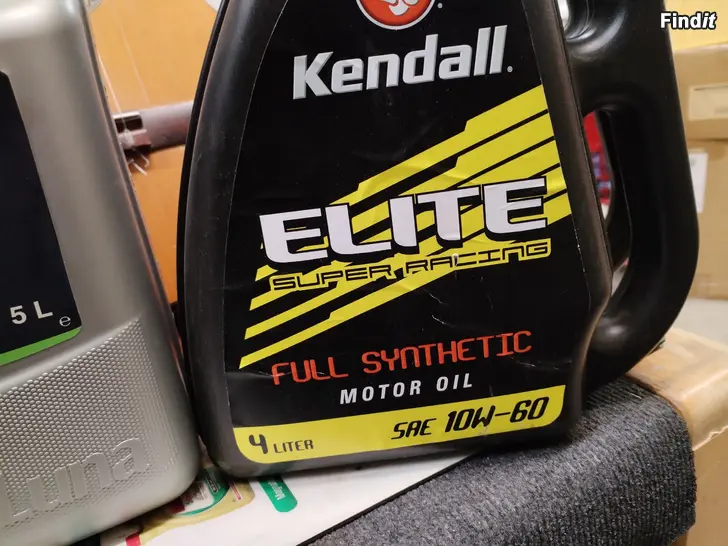 Findit
Kendall.
ELITE
SUPER RACING
FULL SYNTHETIC
MOTOR OIL
SAE 10W-60
4 LITER
5 L e
Luna